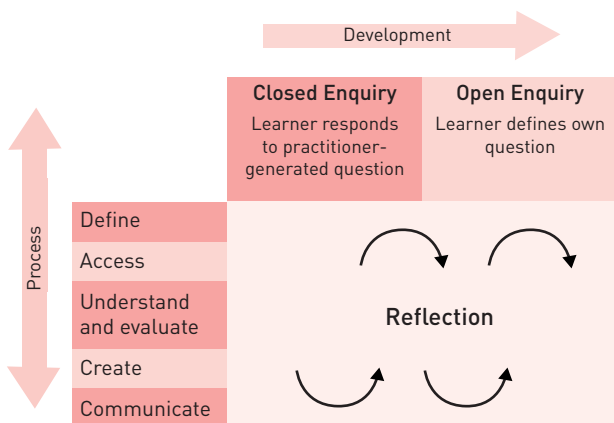 Development
Closed Enquiry
Learner responds
to practitioner-
generated question
Open Enquiry
Learner defines own
question
Process
Define
Access
Understand
and evaluate
Create
Communicate
Reflection